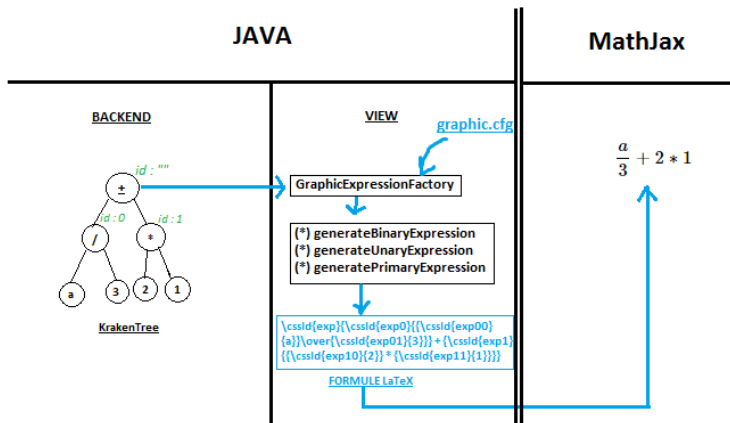 JAVA
MathJax
BACKEND
VIEW
graphic.cfg
id : ""
±
GraphicExpressionFactory
id : 0
id : 1
/
*
(*) generateBinaryExpression
(*) generateUnaryExpression
(*) generatePrimaryExpression
a
3
2
1
KrakenTree
\cssId{exp}{\cssId{exp0}{{\cssId{exp00}
{a}}\over{\cssId{exp01}{3}}}+{\cssId{exp1}
{{\cssId{exp10}{2}}*{\cssId{exp11}{1}}}}
FORMULE LaTeX
a/3 + 2 * 1